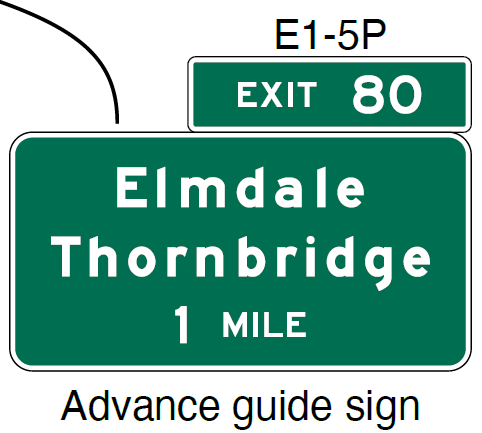 E1-5P
EXIT 80
Elmdale
Thornbridge
1 MILE
Advance guide sign